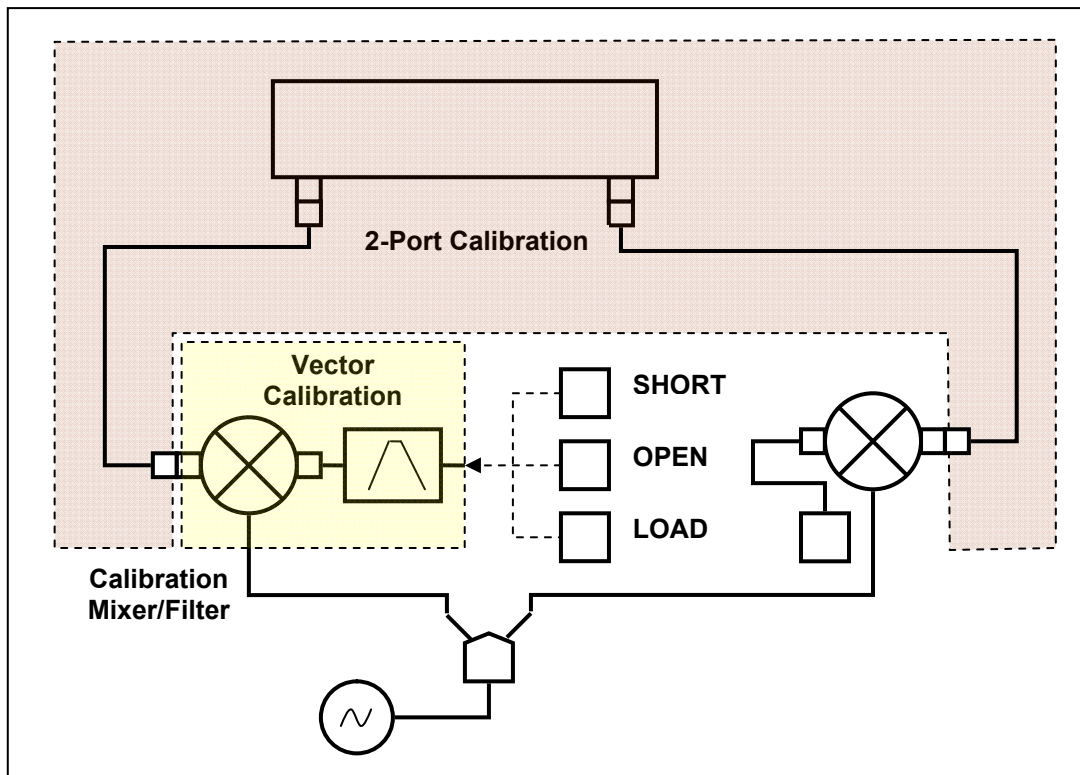 2-Port Calibration
Vector
Calibration
SHORT
OPEN
LOAD
Calibration
Mixer/Filter